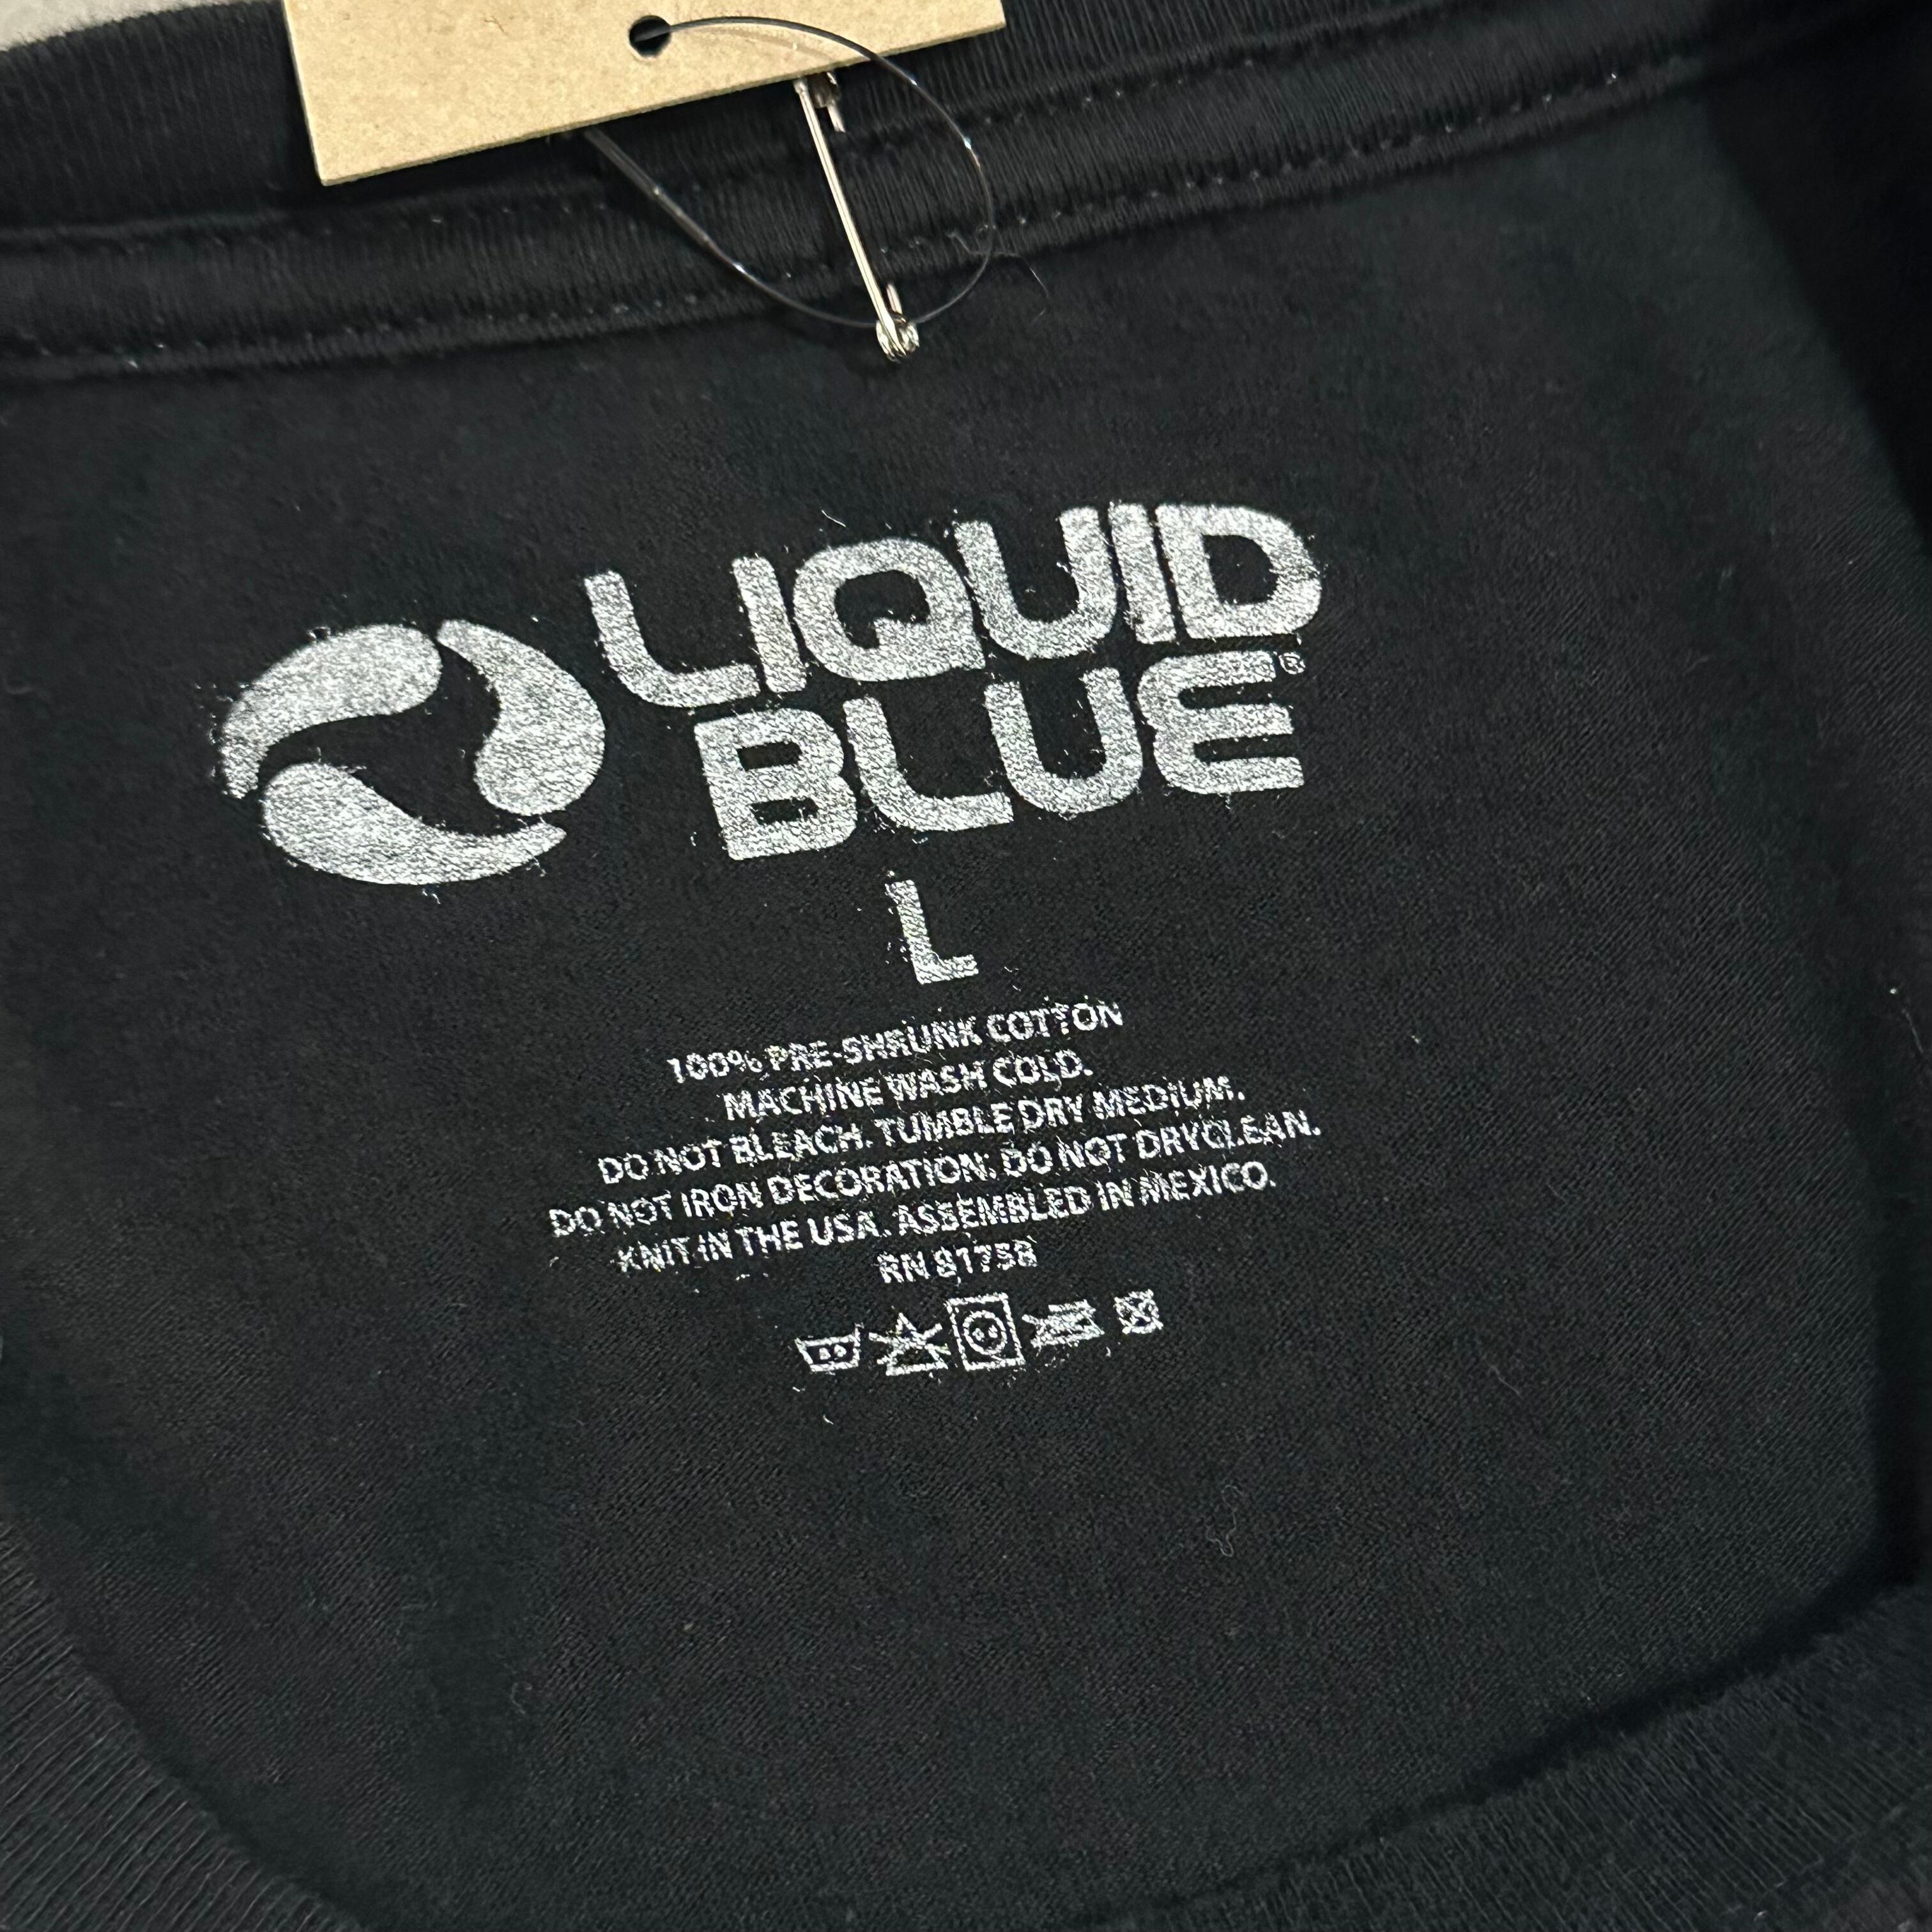 LIQUID
BLUE®
L
100% PRE-SHRUNK COTTON
MACHINE WASH COLD.
DO NOT BLEACH. TUMBLE DRY MEDIUM.
DO NOT IRON DECORATION. DO NOT DRYCLEAN.
KNIT IN THE USA. ASSEMBLED IN MEXICO.
RN 81758